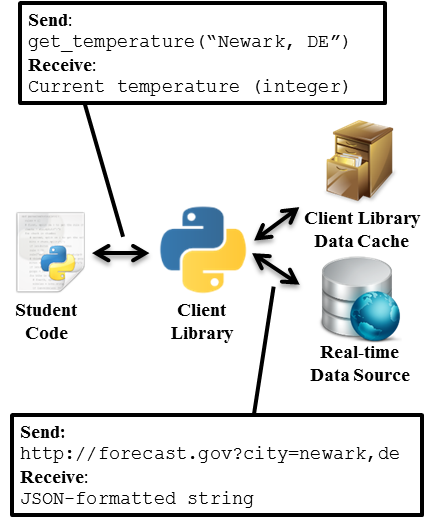 Send:
get_temperature(“Newark, DE”)
Receive:
Current temperature (integer)
Client Library
Data Cache
Student
Code
Client
Library
Real-time
Data Source
Send:
http://forecast.gov?city=newark,de
Receive:
JSON-formatted string